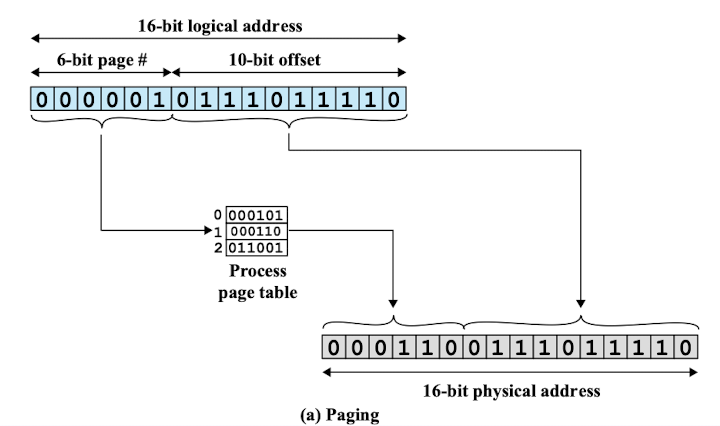 16-bit logical address
6-bit page # 10-bit offset
0 0 0 0 0 1 0 1 1 1 0 1 1 1 1 0
0 000101
1 000110
2 011001
Process
page table
0 0 0 1 1 0 0 1 1 1 0 1 1 1 1 0
16-bit physical address
(a) Paging